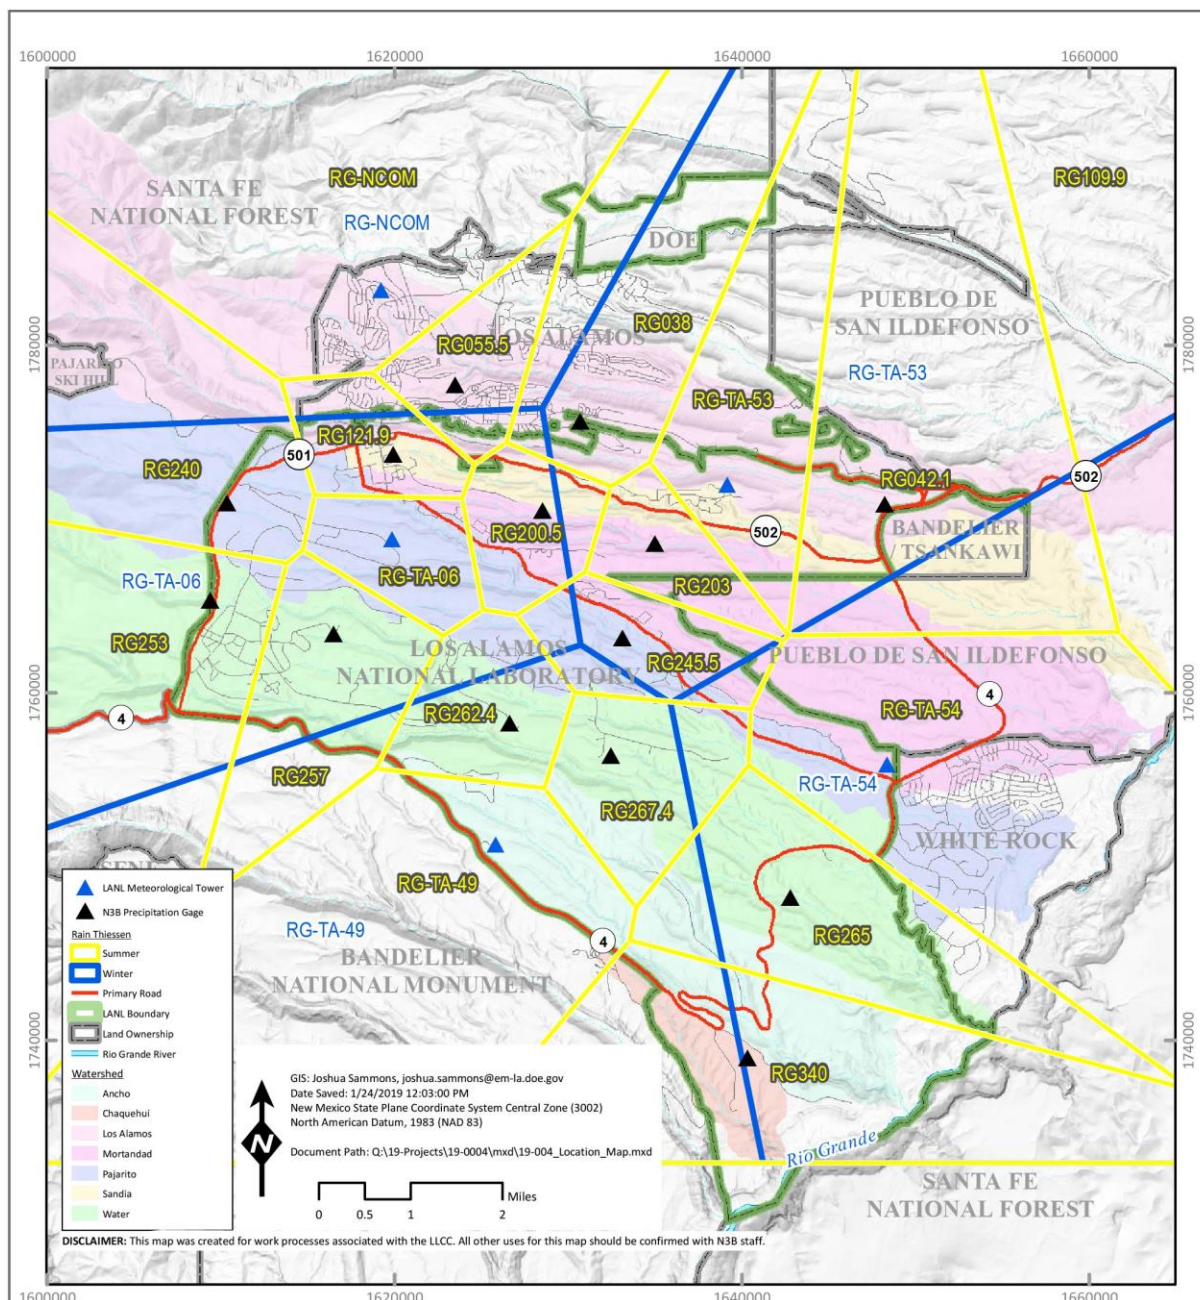 1600000
1620000
1640000
1660000
SANTA FE
NATIONAL FOREST
RG-NCOM
RG-NCOM
RG109.9
DOE
PUEBLO DE
SAN ILDEFONSO
1780000
1780000
PAJARITO
SKI HILL
RG055.5
LOS ALAMOS
RG038
RG-TA-53
RG-TA-53
RG121.9
501
RG240
RG042.1
502
RG200.5
502
BANDELIER
TSANKAWI
RG-TA-06
RG-TA-06
RG203
RG253
LOS ALAMOS
NATIONAL LABORATORY
RG245.5
PUEBLO DE SAN ILDEFONSO
1760000
1760000
4
4
RG262.4
RG-TA-54
RG257
RG-TA-54
RG267.4
WHITE ROCK
RG-TA-49
RG265
RG-TA-49
4
BANDELIER
NATIONAL MONUMENT
1740000
1740000
RG340
Rio Grande
SANTA FE
NATIONAL FOREST
LANL Meteorological Tower
N3B Precipitation Gage
Rain Thiessen
Summer
Winter
Primary Road
LANL Boundary
Land Ownership
Rio Grande River
Watershed
Ancho
Chaquehui
Los Alamos
Mortandad
Pajarito
Sandia
Water
N
GIS: Joshua Sammons, joshua.sammons@em-la.doe.gov
Date Saved: 1/24/2019 12:03:00 PM
New Mexico State Plane Coordinate System Central Zone (3002)
North American Datum, 1983 (NAD 83)
Document Path: Q:\19-Projects\19-0004\mxd\19-004_Location_Map.mxd
Miles
0 0.5 1 2
DISCLAIMER: This map was created for work processes associated with the LLCC. All other uses for this map should be confirmed with N3B staff.
1600000
1620000
1640000
1660000